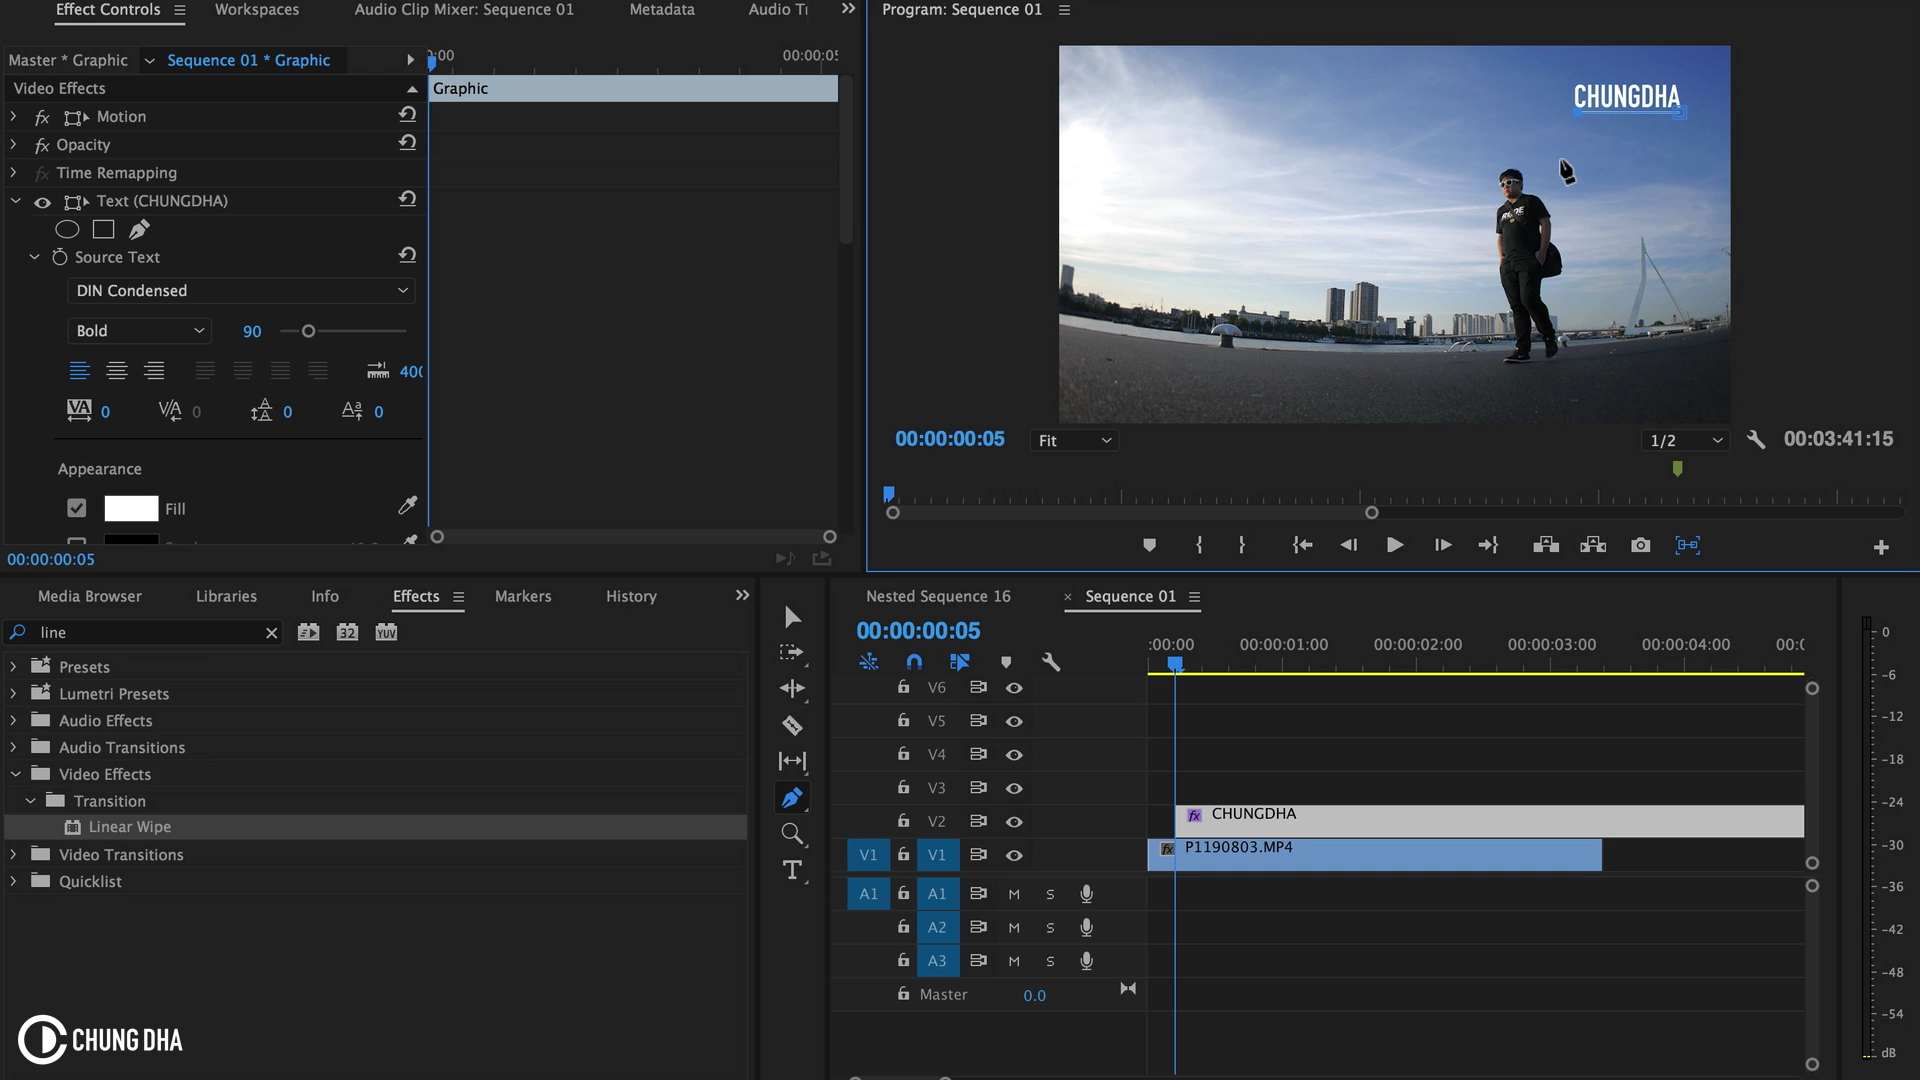 Effect Controls
Workspaces
Audio Clip Mixer: Sequence 01
Metadata
Program: Sequence 01
Master * Graphic
Sequence 01 * Graphic
Video Effects
Graphic
fx Motion
fx Opacity
fx Time Remapping
Text (CHUNGDHA)
Source Text
DIN Condensed
Bold
90
400
0
0
0
0
Appearance
Fill
00:00:00:05
CHUNGDHA
00:00:00:05
Fit
1/2
00:03:41:15
Media Browser
Libraries
Info
Effects
Markers
History
line
32
YUV
Presets
Lumetri Presets
Audio Effects
Audio Transitions
Video Effects
Transition
Linear Wipe
Video Transitions
Quicklist
CHUNG DHA
Nested Sequence 16
Sequence 01
00:00:00:05
:00:00
00:00:01:00
00:00:02:00
00:00:03:00
00:00:04:00
V6
V5
V4
V3
V2
fx CHUNGDHA
V1 V1
fx P1190803.MP4
A1 A1 M S
A2 M S
A3 M S
Master 0.0
0
-6
-12
-18
-24
-30
-36
-42
-48
-54
dB